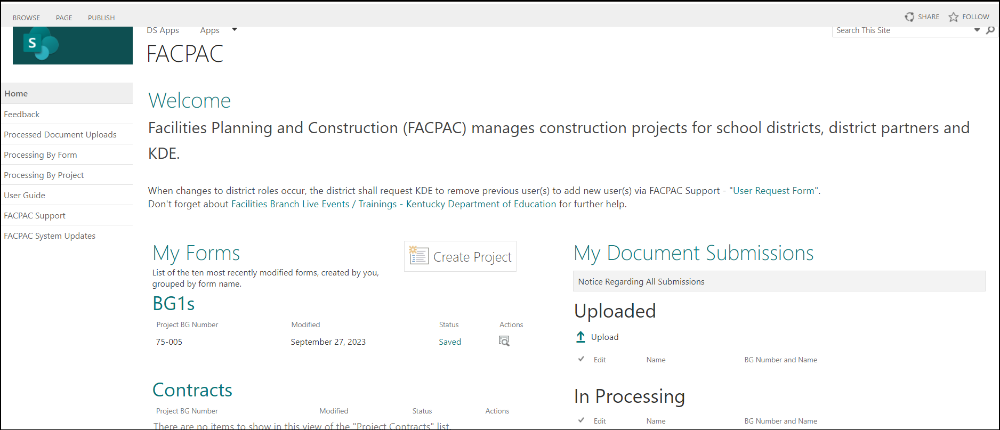 BROWSE PAGE PUBLISH
SHARE FOLLOW
S
DS Apps Apps
Search This Site
FACPAC
Home
Feedback
Processed Document Uploads
Processing By Form
Processing By Project
User Guide
FACPAC Support
FACPAC System Updates
Welcome
Facilities Planning and Construction (FACPAC) manages construction projects for school districts, district partners and
KDE.
When changes to district roles occur, the district shall request KDE to remove previous user(s) to add new user(s) via FACPAC Support - "User Request Form".
Don't forget about Facilities Branch Live Events / Trainings - Kentucky Department of Education for further help.
My Forms
Create Project
List of the ten most recently modified forms, created by you,
grouped by form name.
BG1s
Project BG Number Modified Status Actions
75-005 September 27, 2023 Saved
Contracts
Project BG Number Modified Status Actions
There are no items to show in this view of the "Project Contracts" list.
My Document Submissions
Notice Regarding All Submissions
Uploaded
Upload
Edit Name BG Number and Name
In Processing
Edit Name BG Number and Name